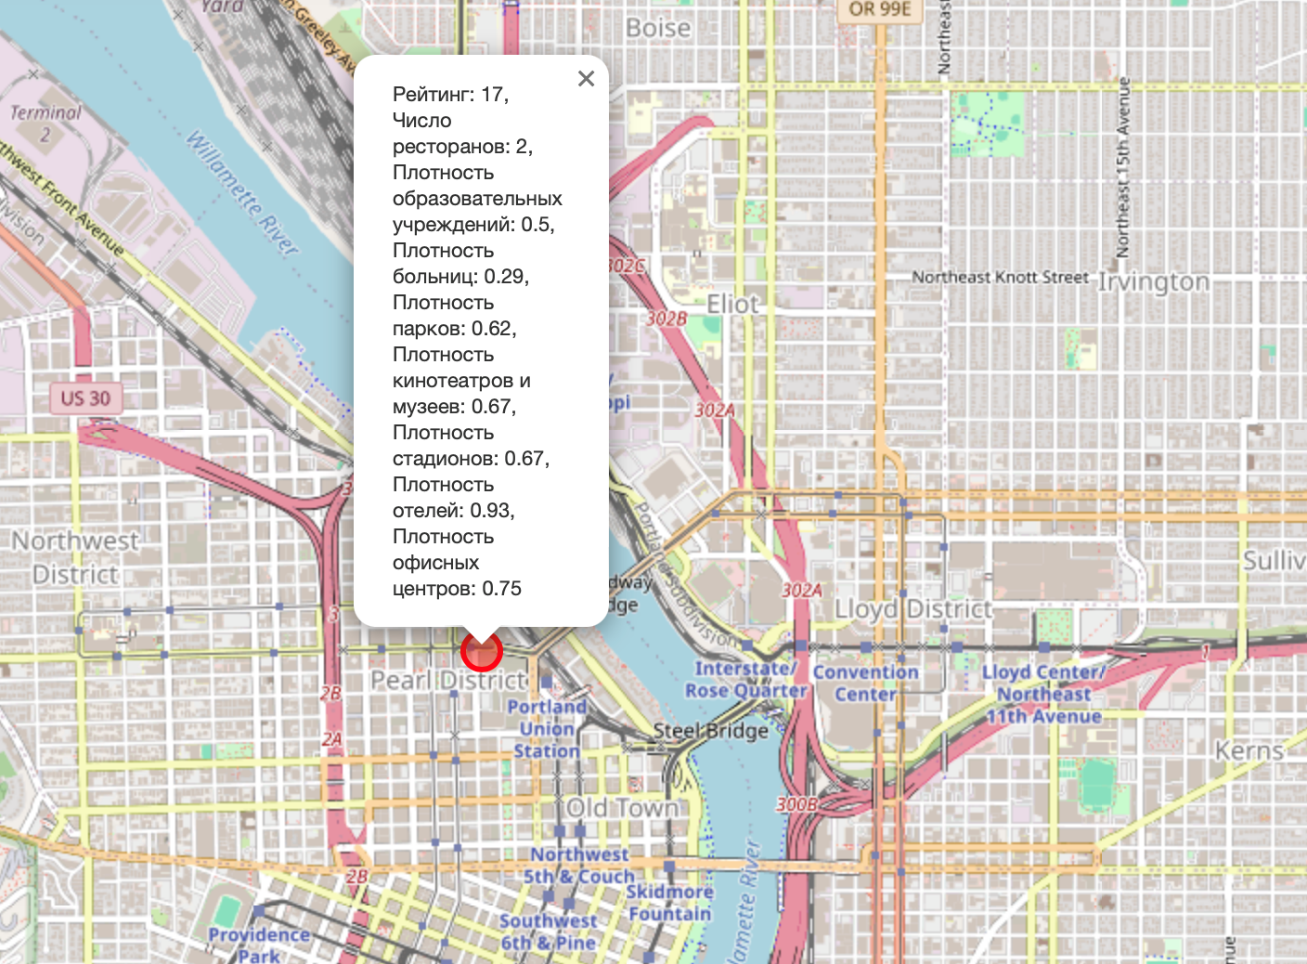 Yard
OR 99E
Boise
Terminal
2
Willamette River
Рейтинг: 17,
Число
ресторанов: 2,
Плотность
образовательных
учреждений: 0.5,
Плотность
больниц: 0.29,
Плотность
парков: 0.62,
Плотность
кинотеатров и
музеев: 0.67,
Плотность
стадионов: 0.67,
Плотность
отелей: 0.93,
Плотность
офисных
центров: 0.75
Northeast 15th Avenue
302C
Northeast Knott Street
Irvington
Eliot
302B
US 30
302A
Northwest
District
302A
Lloyd District
Pearl District
Interstate/
Rose Quarter
Convention
Center
Lloyd Center/
Northeast
11th Avenue
1
2B
2A
Portland
Union
Station
Steel Bridge
Kerns
Old Town
300B
Northwest
5th & Couch
2B
Skidmore
Fountain
Southwest
6th & Pine
Providence
Park